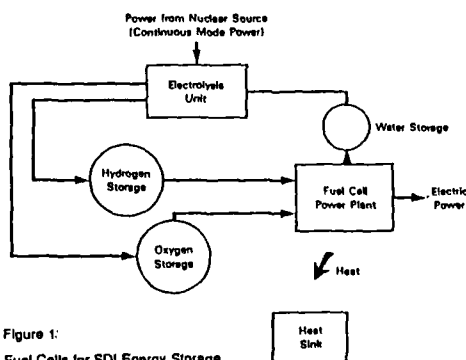 Power from Nuclear Source
(Continuous Mode Power)
Electrolysis
Unit
Water Storage
Hydrogen
Storage
Fuel Cell
Power Plant
Electric
Power
Oxygen
Storage
Heat
Heat
Sink
Figure 1:
Fuel Cells for SDI Energy Storage